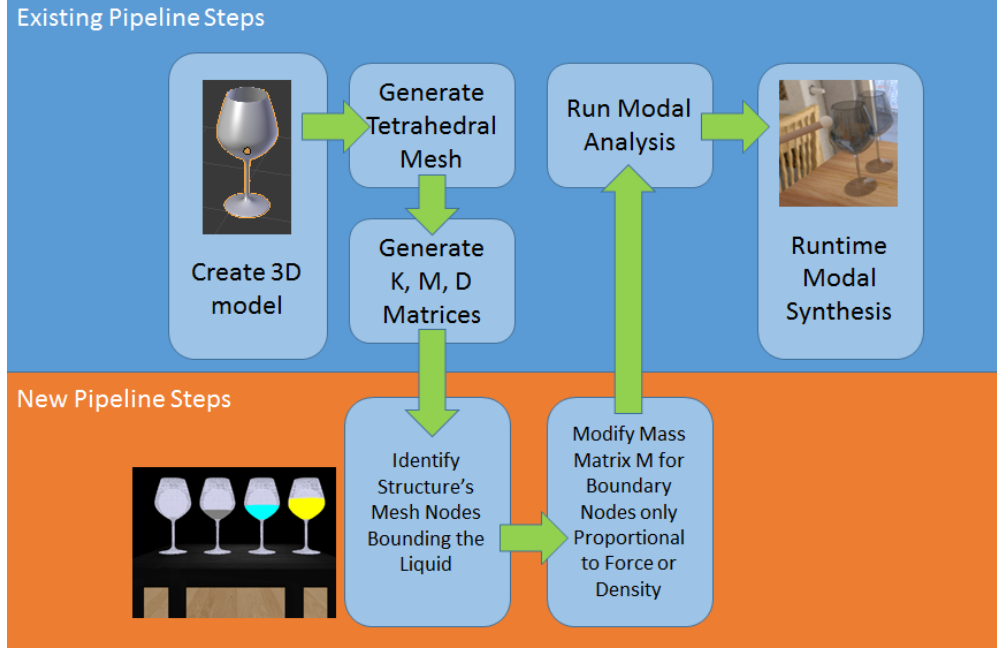 Existing Pipeline Steps
Create 3D
model
Generate
Tetrahedral
Mesh
Generate
K, M, D
Matrices
Run Modal
Analysis
Runtime
Modal
Synthesis
New Pipeline Steps
Identify
Structure's
Mesh Nodes
Bounding the
Liquid
Modify Mass
Matrix M for
Boundary
Nodes only
Proportional
to Force or
Density